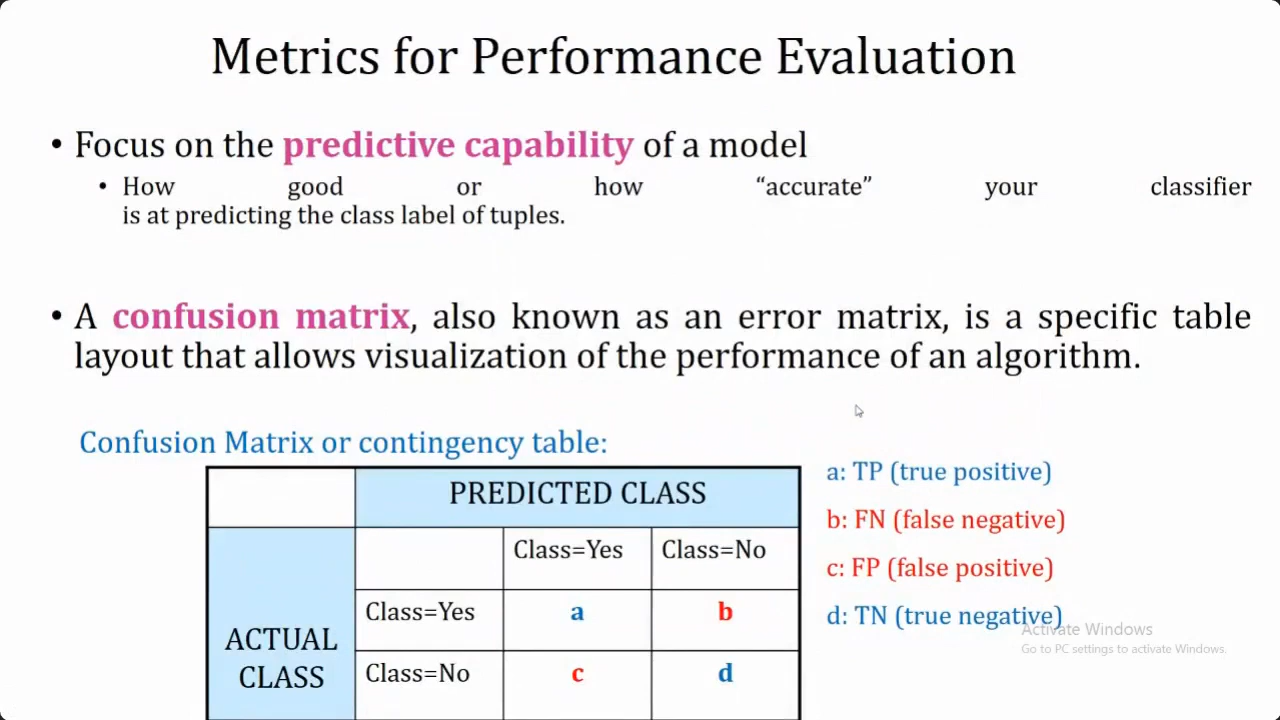 Metrics for Performance Evaluation
• Focus on the predictive capability of a model
• How good or how “accurate” your classifier
is at predicting the class label of tuples.
• A confusion matrix, also known as an error matrix, is a specific table
layout that allows visualization of the performance of an algorithm.
Confusion Matrix or contingency table:
PREDICTED CLASS
Class=Yes Class=No
ACTUAL
CLASS
Class=Yes a b
Class=No c d
a: TP (true positive)
b: FN (false negative)
c: FP (false positive)
d: TN (true negative)
Activate Windows
Go to PC settings to activate Windows.